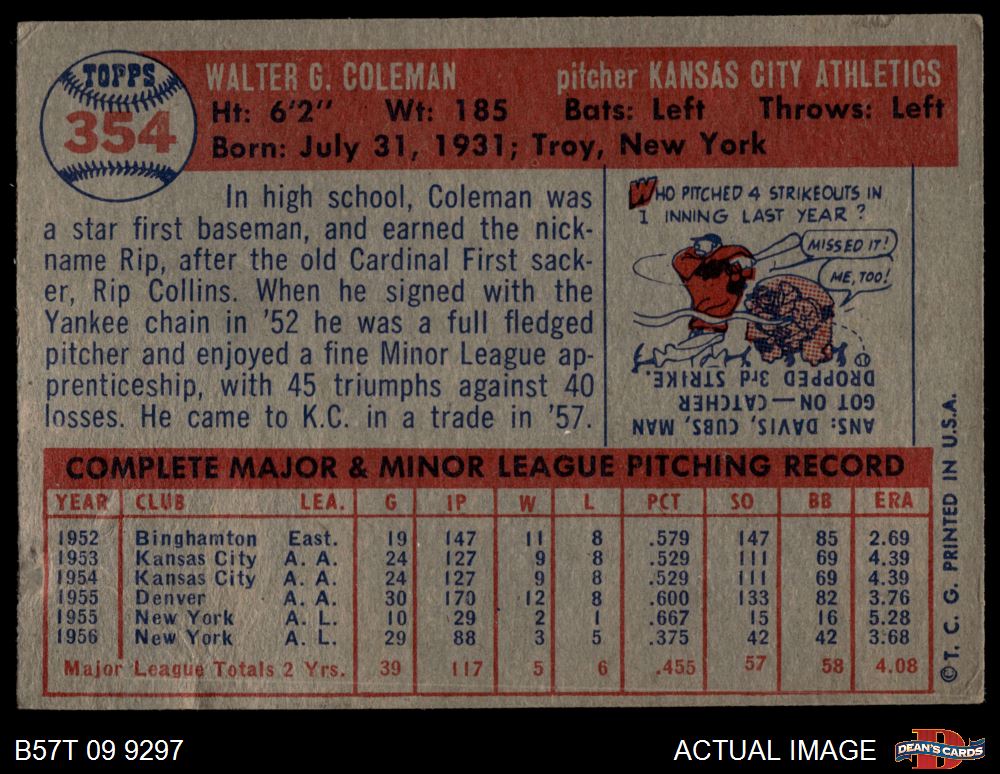 TOPPS
354
WALTER G. COLEMAN pitcher KANSAS CITY ATHLETICS
Ht: 6'2" Wt: 185 Bats: Left Throws: Left
Born: July 31, 1931; Troy, New York
In high school, Coleman was
a star first baseman, and earned the nick-
name Rip, after the old Cardinal First sack-
er, Rip Collins. When he signed with the
Yankee chain in '52 he was a full fledged
pitcher and enjoyed a fine Minor League ap-
prenticeship, with 45 triumphs against 40
losses. He came to K.C. in a trade in '57.
WHO PITCHED 4 STRIKEOUTS IN
1 INNING LAST YEAR?
MISSED IT!
ME, TOO!
ANS: DAVIS, CUBS, MAN
GOT ON — CATCHER
DROPPED 3rd STRIKE.
COMPLETE MAJOR & MINOR LEAGUE PITCHING RECORD
YEAR CLUB LEA. G IP W L PCT SO BB ERA
1952 Binghamton East. 19 147 11 8 .579 147 85 2.69
1953 Kansas City A. A. 24 127 9 8 .529 111 69 4.39
1954 Kansas City A. A. 24 127 9 8 .529 111 69 4.39
1955 Denver A. A. 30 170 12 8 .600 133 82 3.76
1955 New York A. L. 10 29 2 1 .667 15 16 5.28
1956 New York A. L. 29 88 3 5 .375 42 42 3.68
Major League Totals 2 Yrs. 39 117 5 6 .455 57 58 4.08
©T. C. G. PRINTED IN U.S.A.
B57T 09 9297 ACTUAL IMAGE DEAN'S CARDS